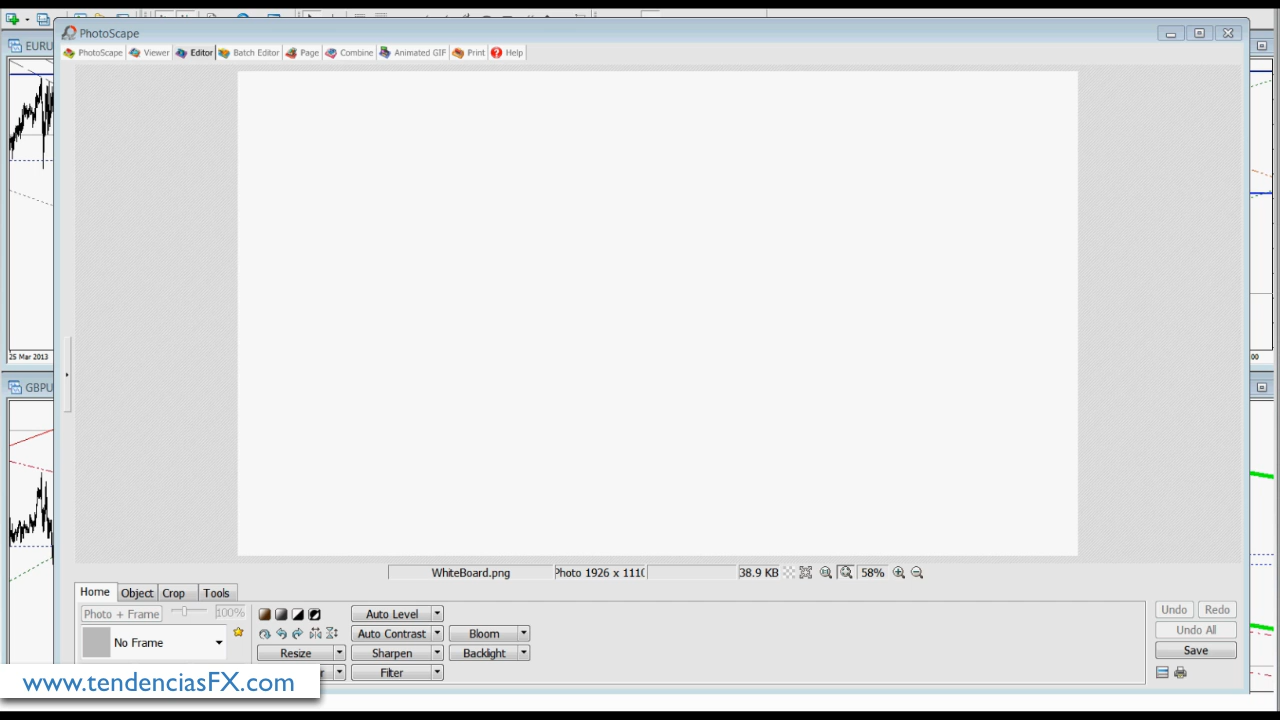 PhotoScape
EURU
PhotoScape Viewer Editor Batch Editor Page Combine Animated GIF Print Help
25 Mar 2013
00
GBPU
WhiteBoard.png Photo 1926 x 1110 38.9 KB 58%
Home Object Crop Tools
Photo + Frame 100% Auto Level Undo Redo
No Frame Auto Contrast Bloom Undo All
Resize Sharpen Backlight Save
r Filter
www.tendenciasFX.com